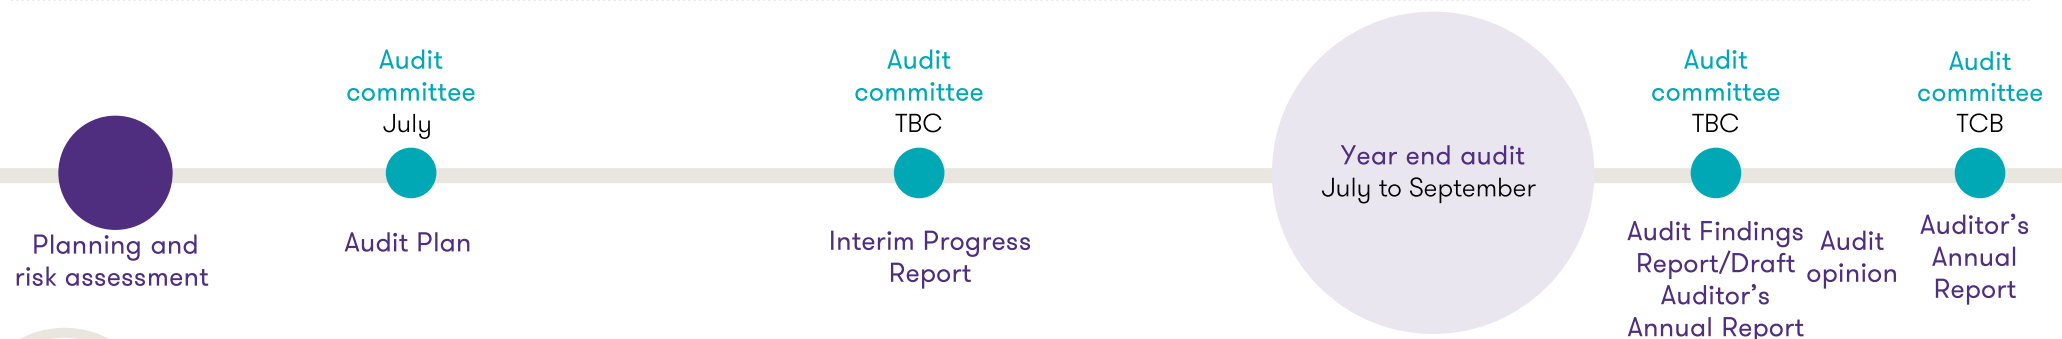 Planning and
risk assessment
Audit
committee
July
Audit Plan
Audit
committee
TBC
Interim Progress
Report
Year end audit
July to September
Audit
committee
TBC
Audit Findings
Report/Draft
Auditor’s
Annual Report
Audit
opinion
Audit
committee
TCB
Auditor’s
Annual
Report